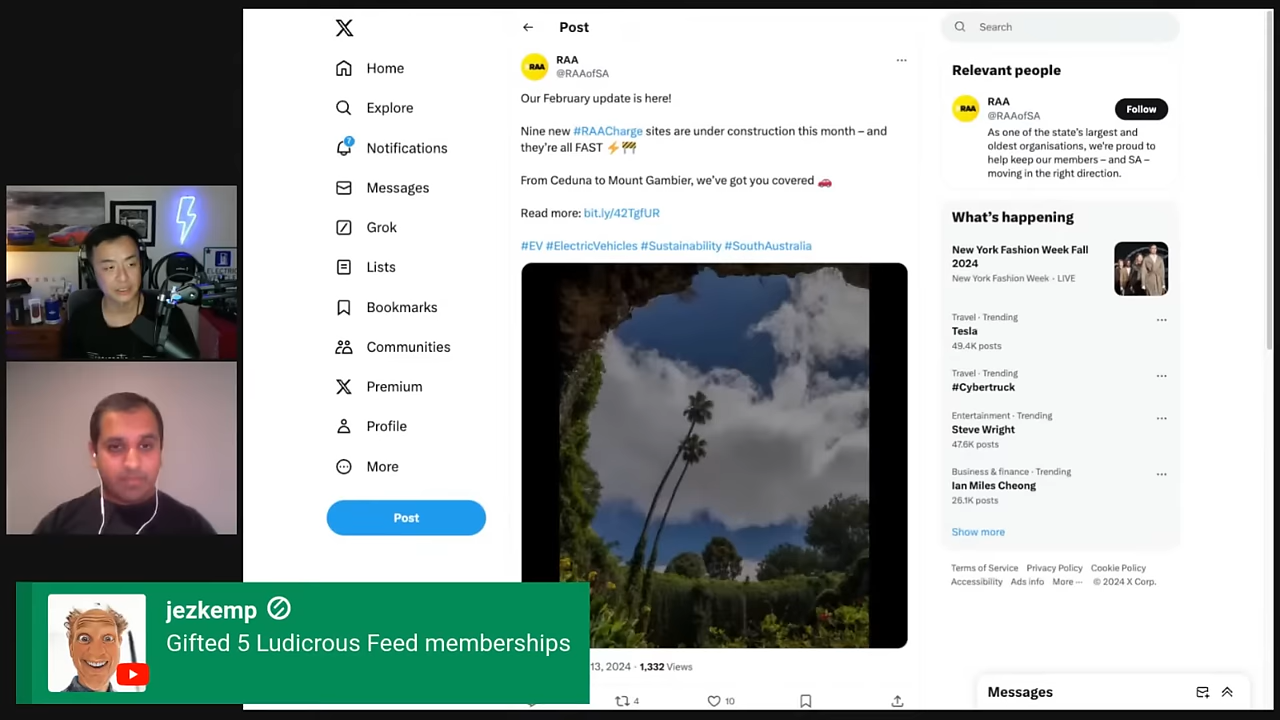 Home
Explore
7
Notifications
Messages
Grok
Lists
Bookmarks
Communities
Premium
Profile
More
Post
Post
RAA
RAA
@RAAofSA
Our February update is here!
Nine new #RAACharge sites are under construction this month – and
they're all FAST ⚡🚧
From Ceduna to Mount Gambier, we've got you covered 🚗
Read more: bit.ly/42TgfUR
#EV #ElectricVehicles #Sustainability #SouthAustralia
13, 2024 · 1,332 Views
4
10
Search
Relevant people
RAA
RAA
@RAAofSA
Follow
As one of the state's largest and
oldest organisations, we're proud to
help keep our members – and SA –
moving in the right direction.
What's happening
New York Fashion Week Fall
2024
New York Fashion Week · LIVE
Travel · Trending
Tesla
49.4K posts
Travel · Trending
#Cybertruck
Entertainment · Trending
Steve Wright
47.6K posts
Business & finance · Trending
Ian Miles Cheong
26.1K posts
Show more
Terms of Service Privacy Policy Cookie Policy
Accessibility Ads info More ··· © 2024 X Corp.
Messages
jezkemp
Gifted 5 Ludicrous Feed memberships